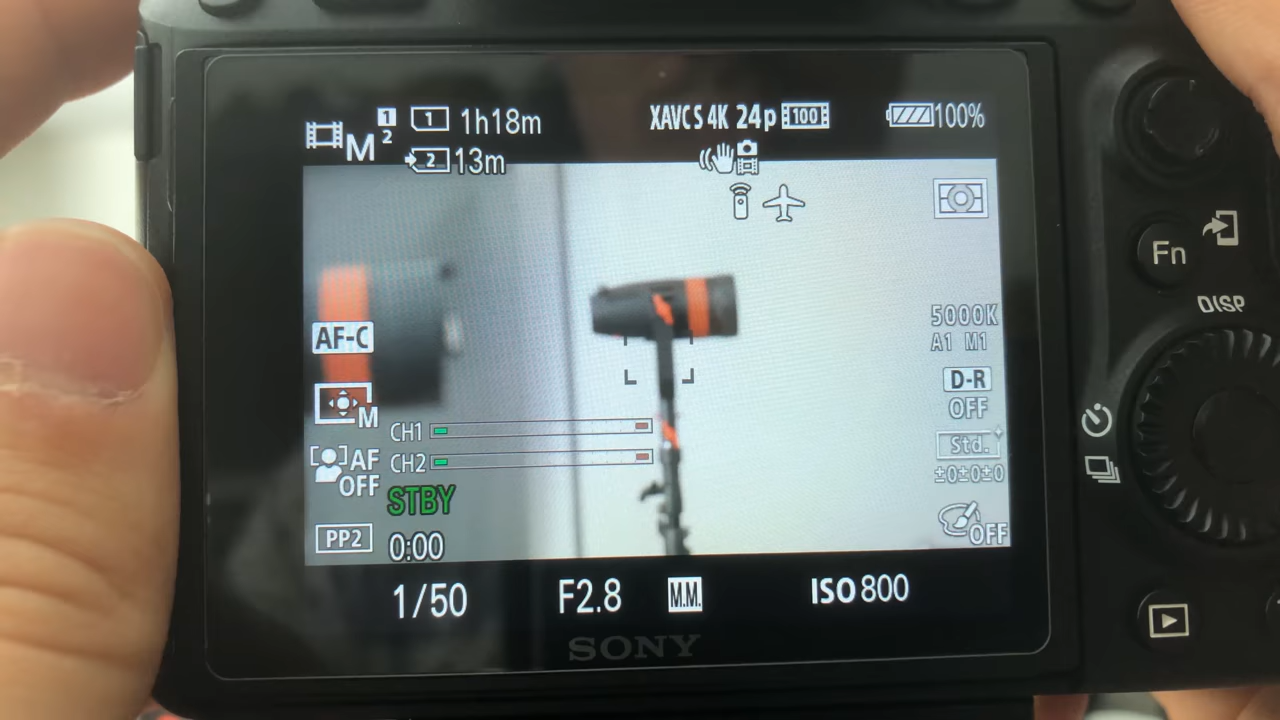 M 1 2 1 1h18m XAVC S 4K 24p 100 100%
2 13m
AF-C
M
5000K
A1 M1
D-R
OFF
CH1
CH2
AF
OFF
Std.
±0±0±0
STBY
PP2 0:00
OFF
1/50 F2.8 M.M. ISO 800
SONY
Fn
DISP